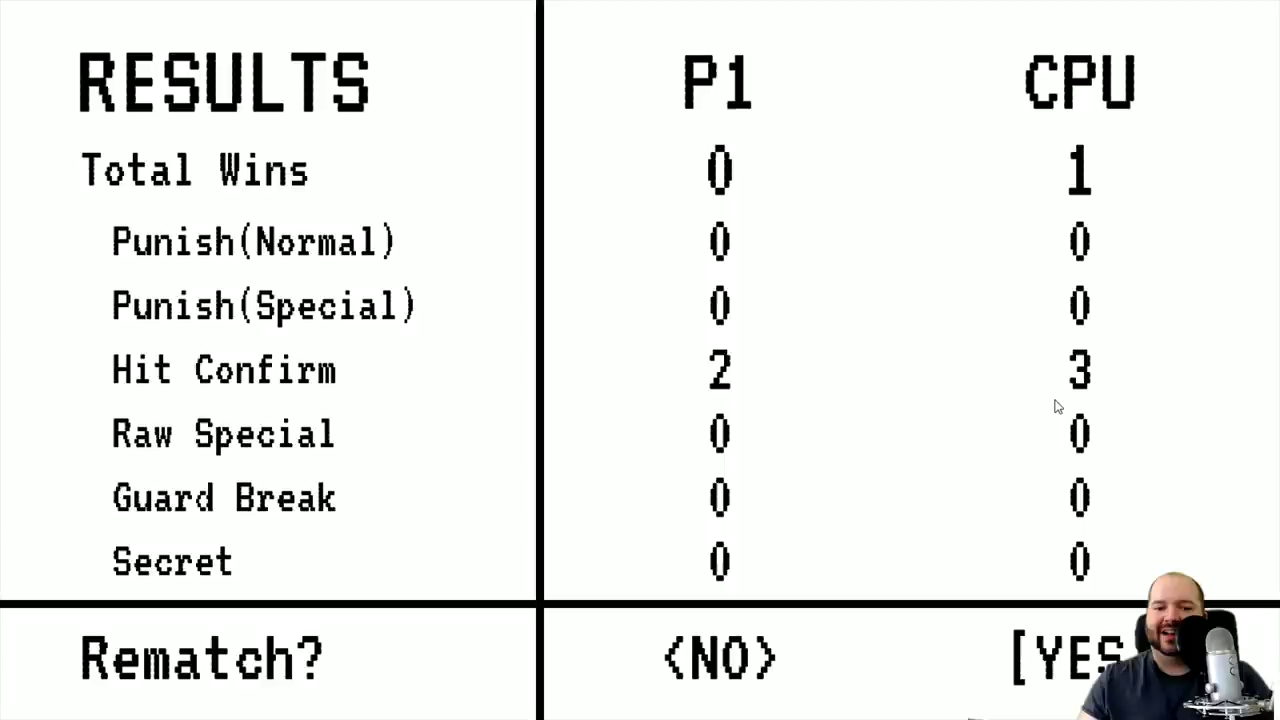 RESULTS P1 CPU
Total Wins 0 1
Punish(Normal) 0 0
Punish(Special) 0 0
Hit Confirm 2 3
Raw Special 0 0
Guard Break 0 0
Secret 0 0
Rematch? <NO> [YES